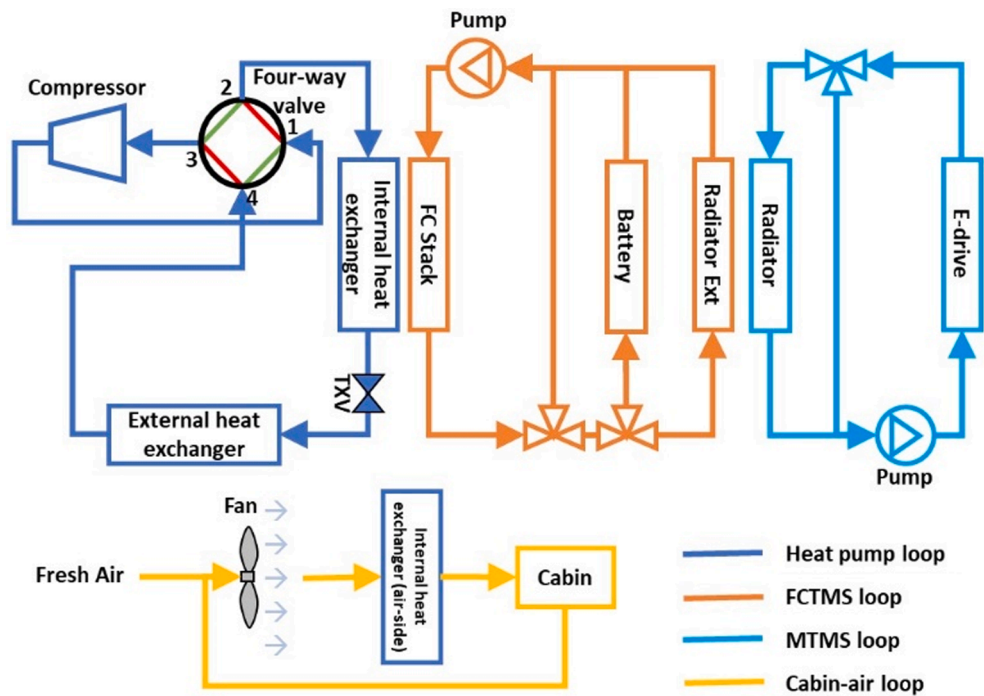 Pump
Compressor
2
Four-way
valve
1
3
4
Internal heat
exchanger
FC Stack
Battery
Radiator Ext
Radiator
E-drive
TXV
External heat
exchanger
Pump
Fan
Fresh Air
Internal heat
exchanger (air-side)
Cabin
Heat pump loop
FCTMS loop
MTMS loop
Cabin-air loop